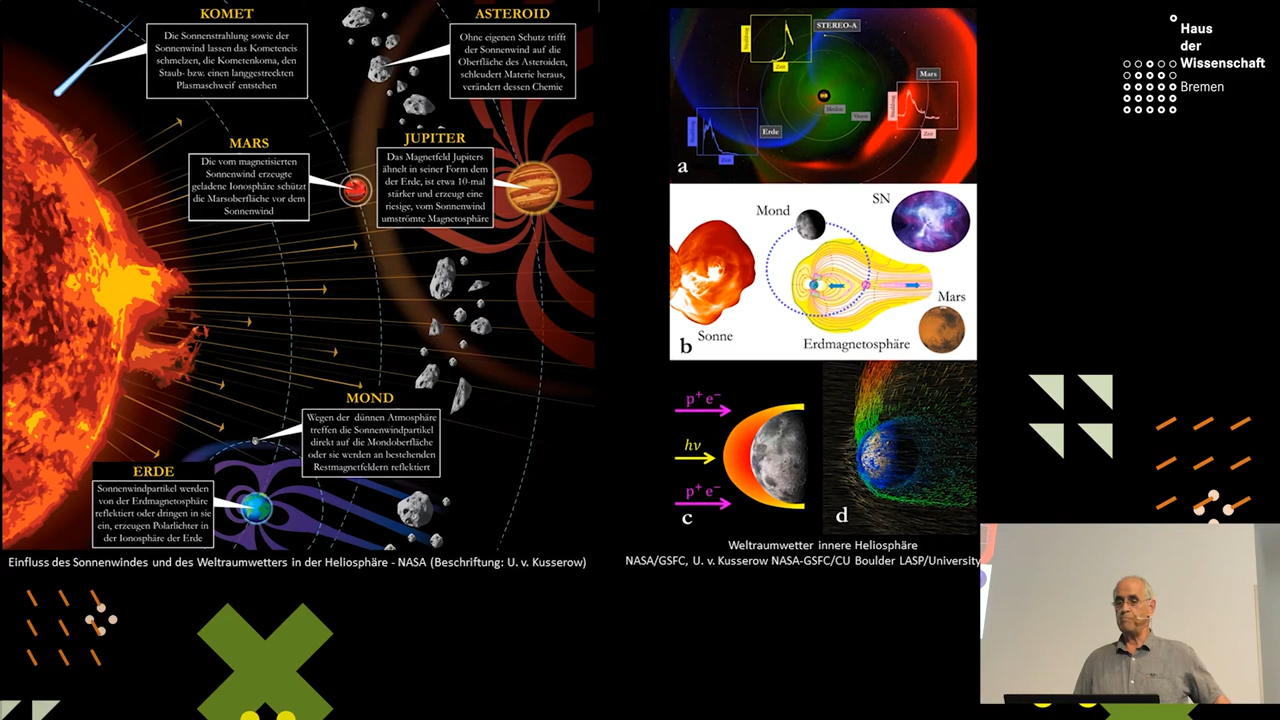 KOMET
Die Sonnenstrahlung sowie der
Sonnenwind lassen das Kometeneis
schmelzen, die Kometenkoma, den
Staub- bzw. einen langgestreckten
Plasmaschweif entstehen
ASTEROID
Ohne eigenen Schutz trifft
der Sonnenwind auf die
Oberfläche des Asteroiden,
schleudert Materie heraus,
verändert dessen Chemie
MARS
Die vom magnetisierten
Sonnenwind erzeugte
geladene Ionosphäre schützt
die Marsoberfläche vor dem
Sonnenwind
JUPITER
Das Magnetfeld Jupiters
ähnelt in seiner Form dem
der Erde, ist etwa 10-mal
stärker und erzeugt eine
riesige, vom Sonnenwind
umströmte Magnetosphäre
MOND
Wegen der dünnen Atmosphäre
treffen die Sonnenwindpartikel
direkt auf die Mondoberfläche
oder sie werden an bestehenden
Restmagnetfeldern reflektiert
ERDE
Sonnenwindpartikel werden
von der Erdmagnetosphäre
reflektiert oder dringen in sie
ein, erzeugen Polarlichter in
der Ionosphäre der Erde
Einfluss des Sonnenwindes und des Weltraumwetters in der Heliosphäre - NASA (Beschriftung: U. v. Kusserow)
STEREO-A
Strahlung
Zeit
Mars
Strahlung
Zeit
Merkur
Venus
Erde
Zeit
a
Mond
SN
Sonne
Mars
Erdmagnetosphäre
b
p⁺ e⁻
hν
p⁺ e⁻
c
d
Weltraumwetter innere Heliosphäre
NASA/GSFC, U. v. Kusserow NASA-GSFC/CU Boulder LASP/University
Haus
der
Wissenschaft
Bremen